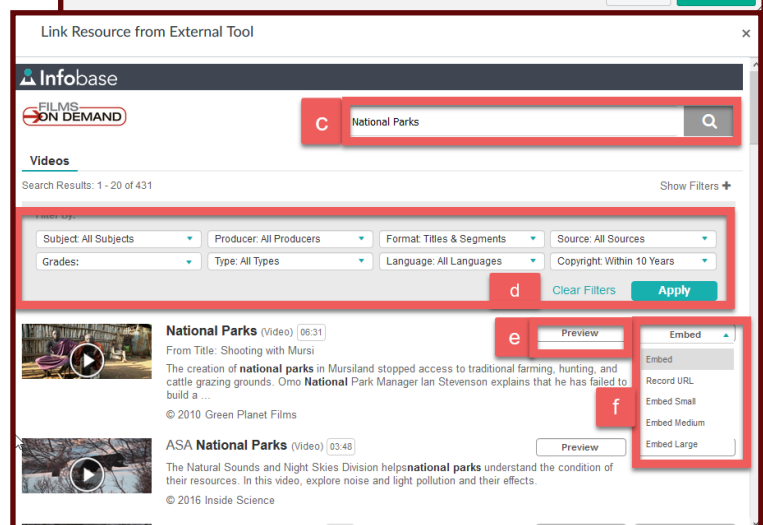 Link Resource from External Tool ×
Infobase
FILMS
ON DEMAND
c National Parks
Videos
Search Results: 1 - 20 of 431 Show Filters +
Filter By:
Subject: All Subjects Producer: All Producers Format: Titles & Segments Source: All Sources
Grades: Type: All Types Language: All Languages Copyright: Within 10 Years
d Clear Filters Apply
National Parks (Video) 06:31 e Preview Embed
From Title: Shooting with Mursi
The creation of national parks in Mursiland stopped access to traditional farming, hunting, and
cattle grazing grounds. Omo National Park Manager Ian Stevenson explains that he has failed to
build a ...
© 2010 Green Planet Films
f
Embed
Record URL
Embed Small
Embed Medium
Embed Large
ASA National Parks (Video) 03:48 Preview
The Natural Sounds and Night Skies Division helpsnational parks understand the condition of
their resources. In this video, explore noise and light pollution and their effects.
© 2016 Inside Science